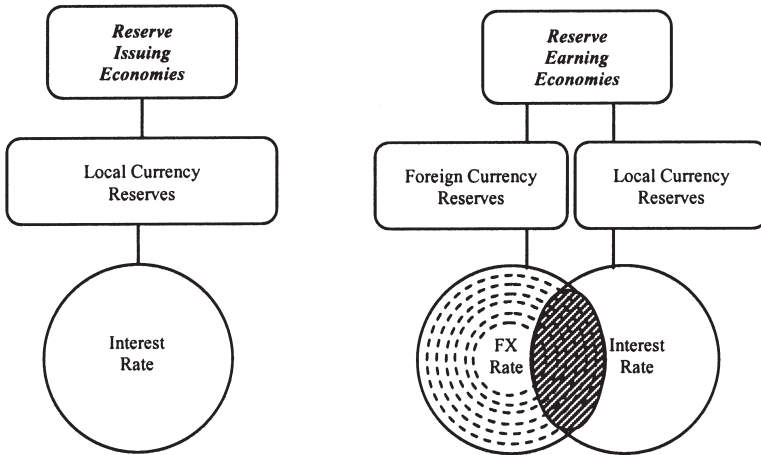 Reserve
Issuing
Economies
Local Currency
Reserves
Interest
Rate
Reserve
Earning
Economies
Foreign Currency
Reserves
Local Currency
Reserves
FX
Rate
Interest
Rate